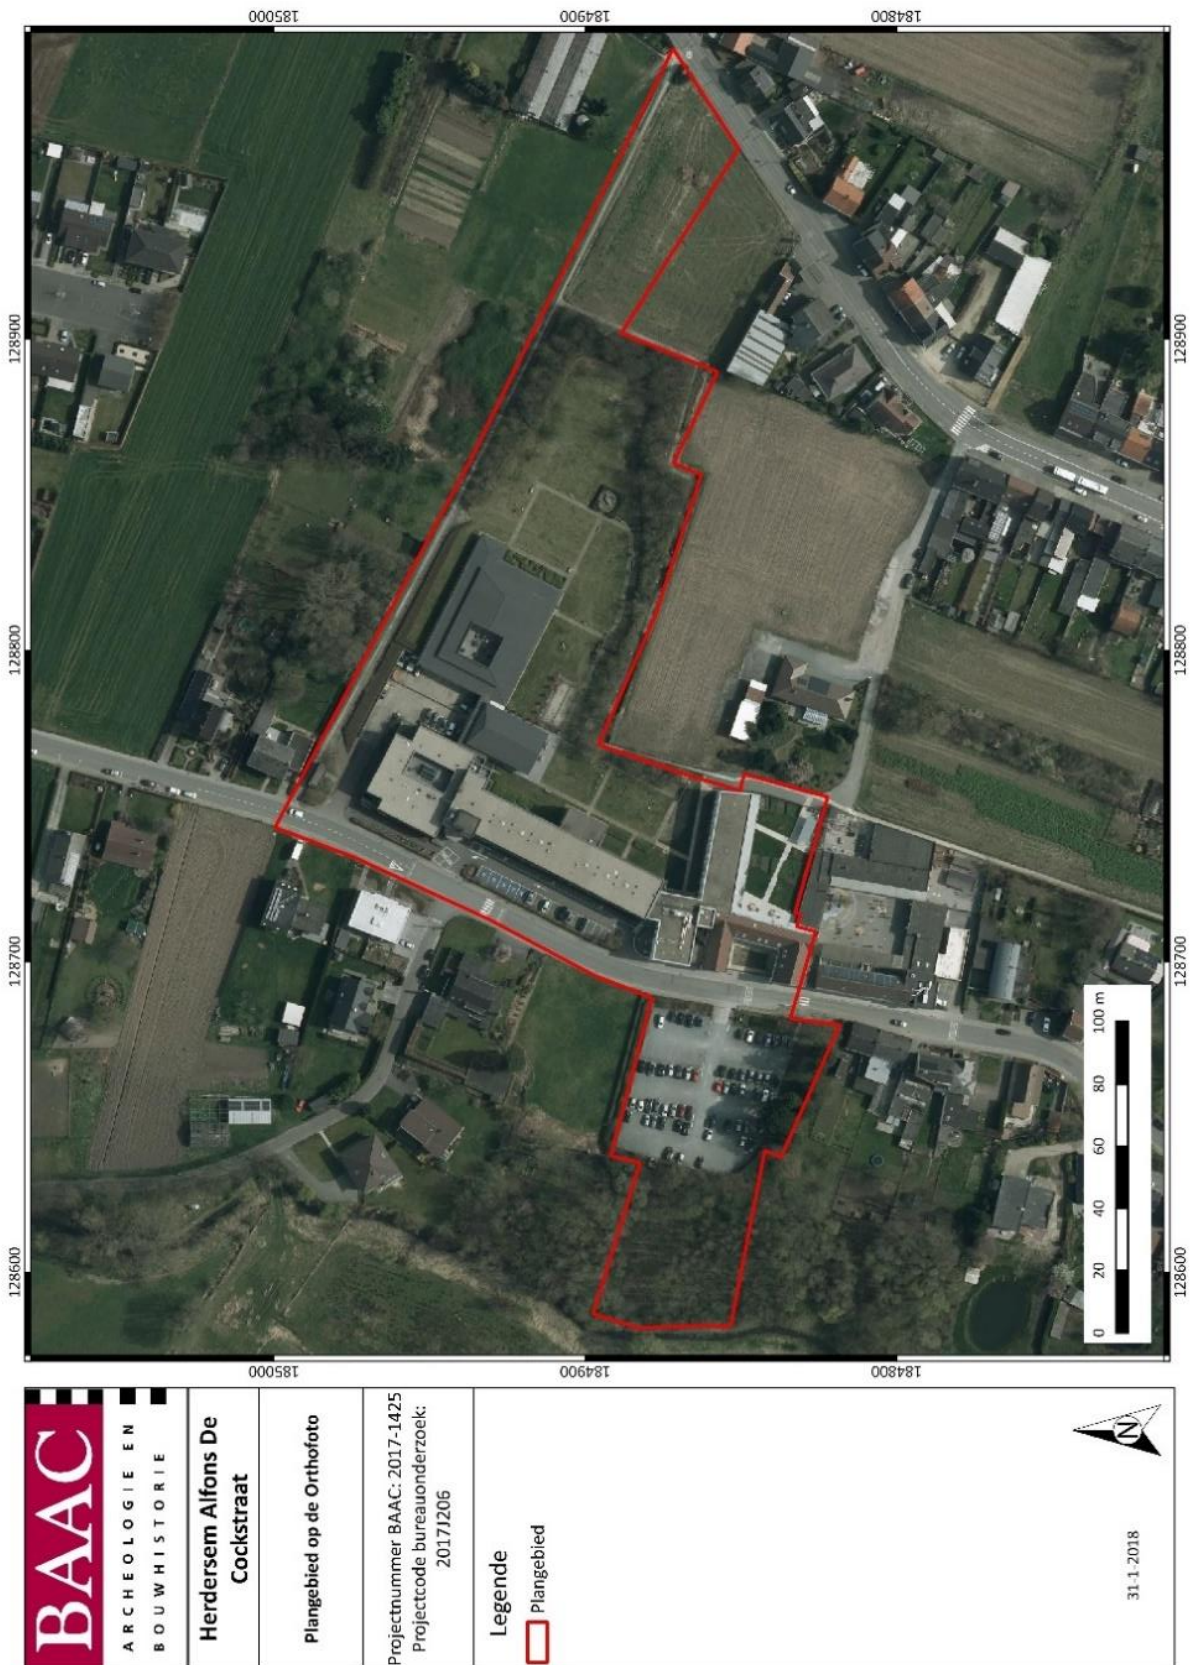 BAAC
ARCHEOLOGIE EN
BOUWHISTORIE
Herdersem Alfons De
Cockstraat
Plangebied op de Orthofoto
Projectnummer BAAC: 2017-1425
Projectcode bureauonderzoek:
2017J206
Legende
Plangebied
31-1-2018
N
128600
128700
128800
128900
185000
184900
184800
185000
184900
184800
128600
128700
128800
128900
0 20 40 60 80 100 m